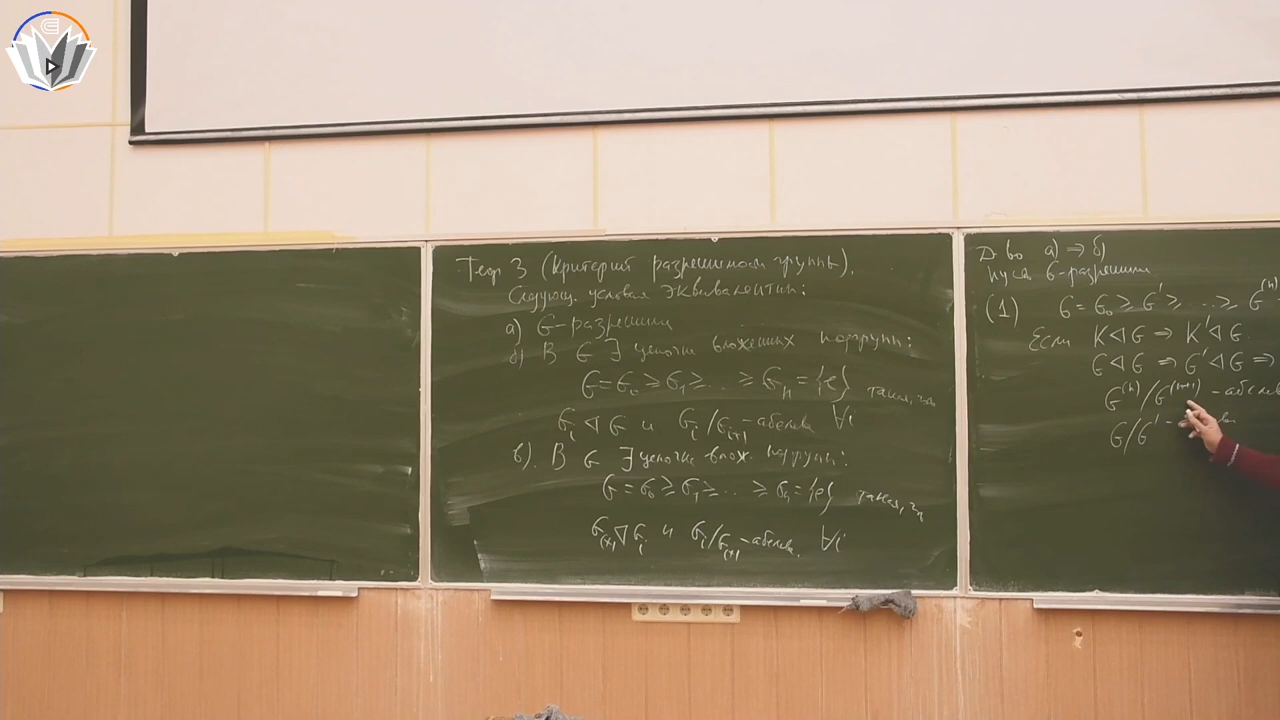 Теор 3 (Критерий разрешимости группы).
Следующ. условия эквивалентны:
а) G - разрешима
б) В G ∃ цепочка вложенных подгрупп:
G = G₀ ⩾ G₁ ⩾ ... ⩾ Gₙ = {e} такая, что
Gᵢ ◁ G и Gᵢ/Gᵢ₊₁ - абелева ∀i
в). В G ∃ цепочка влож. подгрупп:
G = G₀ ⩾ G₁ ⩾ ... ⩾ Gₙ = {e} такая, что
Gᵢ₊₁ ◁ Gᵢ и Gᵢ/Gᵢ₊₁ - абелева. ∀i
Д-во а) ⇒ б)
Пусть G - разрешима
(1) G = G₀ ⩾ G' ⩾ ... ⩾ G⁽ⁿ⁾
Если K ◁ G ⇒ K' ◁ G.
G ◁ G ⇒ G' ◁ G ⇒
G⁽ⁿ⁾/G⁽ⁿ⁺¹⁾ - абелев
G/G' -